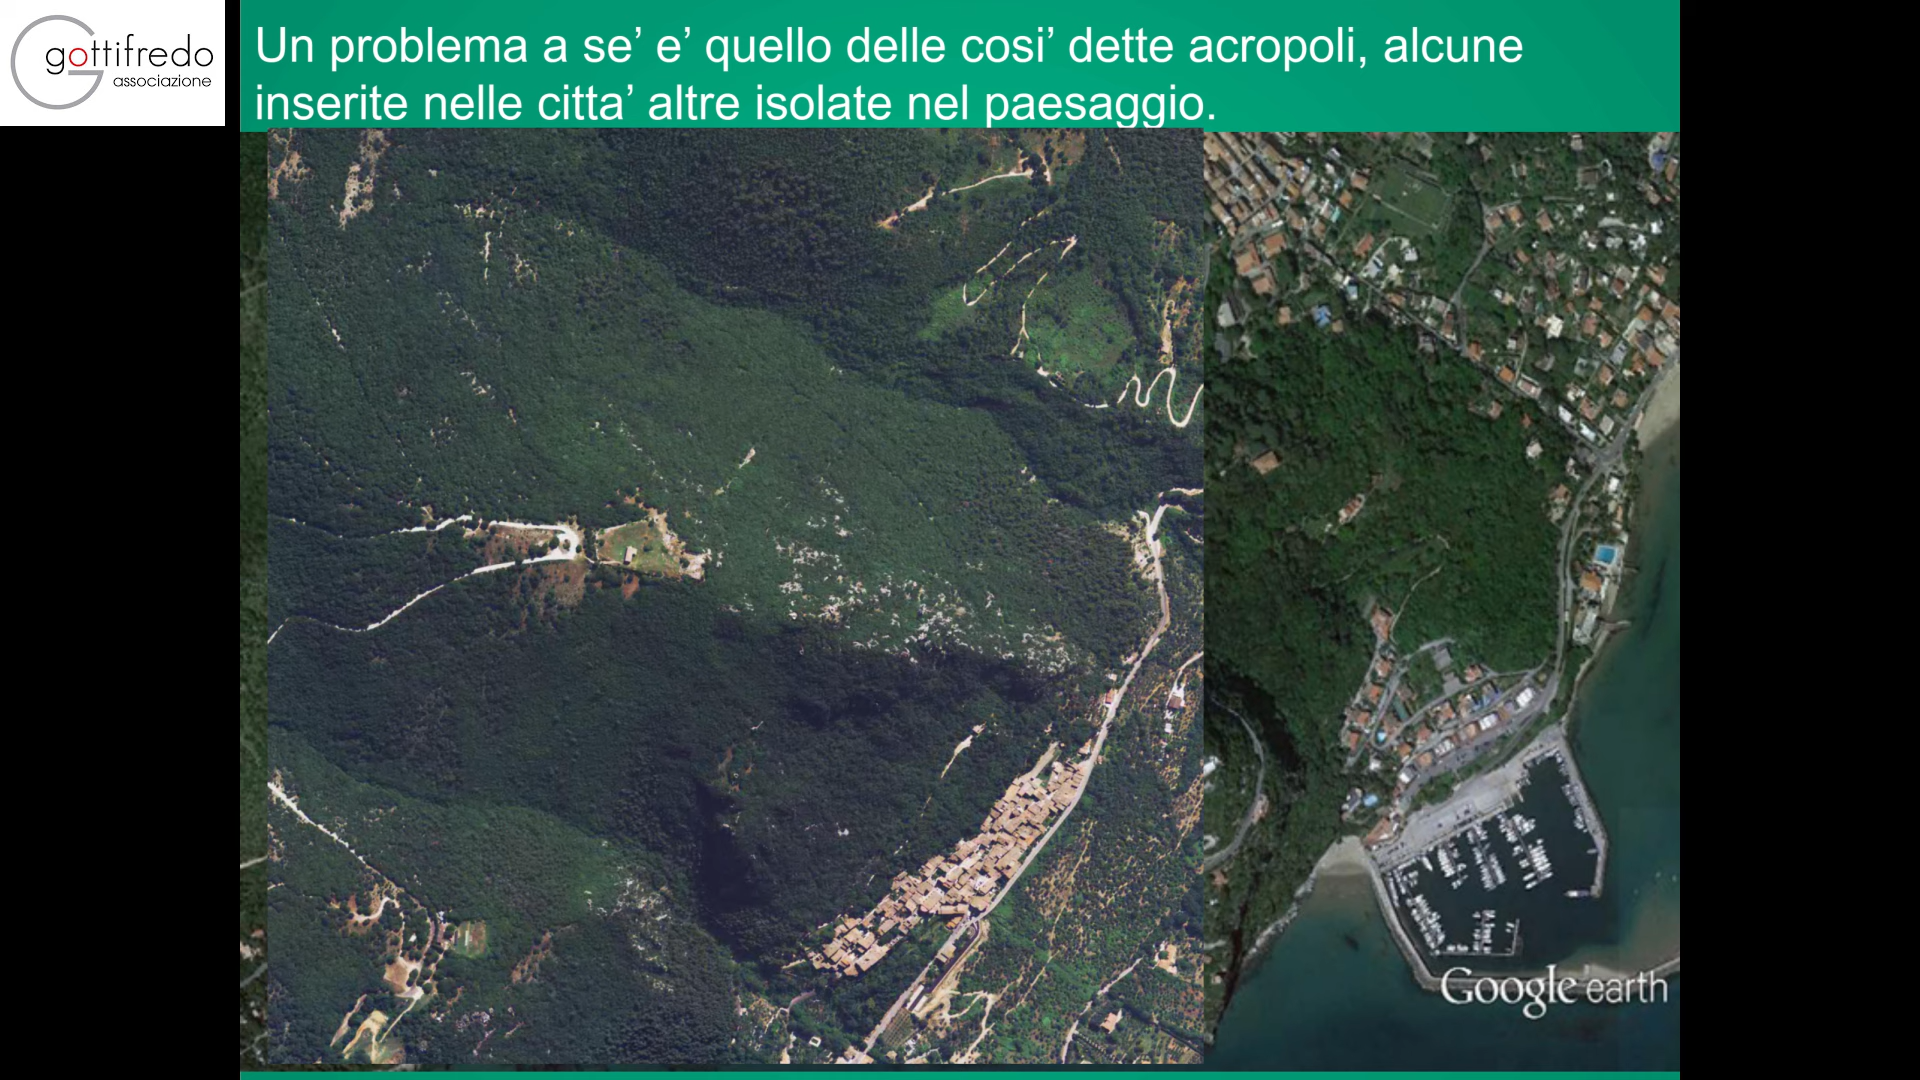 gottifredo
associazione
Un problema a se’ e’ quello delle cosi’ dette acropoli, alcune
inserite nelle citta’ altre isolate nel paesaggio.
Google earth